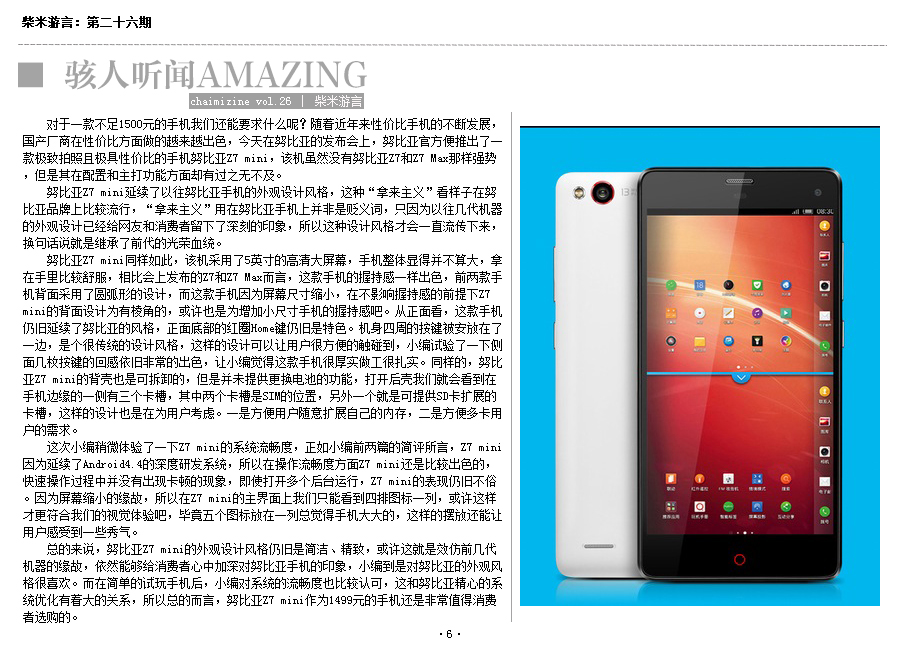 柴米游言：第二十六期
骇人听闻AMAZING
chaimizine vol.26 | 柴米游言
对于一款不足1500元的手机我们还能要求什么呢？随着近年来性价比手机的不断发展，
国产厂商在性价比方面做的越来越出色，今天在努比亚的发布会上，努比亚官方便推出了一
款极致拍照且极具性价比的手机努比亚Z7 mini，该机虽然没有努比亚Z7和Z7 Max那样强势
，但是其在配置和主打功能方面却有过之无不及。
努比亚Z7 mini延续了以往努比亚手机的外观设计风格，这种“拿来主义”看样子在努
比亚品牌上比较流行，“拿来主义”用在努比亚手机上并非是贬义词，只因为以往几代机器
的外观设计已经给网友和消费者留下了深刻的印象，所以这种设计风格才会一直流传下来，
换句话说就是继承了前代的光荣血统。
努比亚Z7 mini同样如此，该机采用了5英寸的高清大屏幕，手机整体显得并不算大，拿
在手里比较舒服，相比会上发布的Z7和Z7 Max而言，这款手机的握持感一样出色，前两款手
机背面采用了圆弧形的设计，而这款手机因为屏幕尺寸缩小，在不影响握持感的前提下Z7
mini的背面设计为有棱角的，或许也是为增加小尺寸手机的握持感吧。从正面看，这款手机
仍旧延续了努比亚的风格，正面底部的红圈Home键仍旧是特色。机身四周的按键被安放在了
一边，是个很传统的设计风格，这样的设计可以让用户很方便的触碰到，小编试验了一下侧
面几枚按键的回感依旧非常的出色，让小编觉得这款手机很厚实做工很扎实。同样的，努比
亚Z7 mini的背壳也是可拆卸的，但是并未提供更换电池的功能，打开后壳我们就会看到在
手机边缘的一侧有三个卡槽，其中两个卡槽是SIM的位置，另外一个就是可提供SD卡扩展的
卡槽，这样的设计也是在为用户考虑。一是方便用户随意扩展自己的内存，二是方便多卡用
户的需求。
这次小编稍微体验了一下Z7 mini的系统流畅度，正如小编前两篇的简评所言，Z7 mini
因为延续了Android4.4的深度研发系统，所以在操作流畅度方面Z7 mini还是比较出色的，
快速操作过程中并没有出现卡顿的现象，即使打开多个后台运行，Z7 mini的表现仍旧不俗
。因为屏幕缩小的缘故，所以在Z7 mini的主界面上我们只能看到四排图标一列，或许这样
才更符合我们的视觉体验吧，毕竟五个图标放在一列总觉得手机大大的，这样的摆放还能让
用户感受到一些秀气。
总的来说，努比亚Z7 mini的外观设计风格仍旧是简洁、精致，或许这就是效仿前几代
机器的缘故，依然能够给消费者心中加深对努比亚手机的印象，小编到是对努比亚的外观风
格很喜欢。而在简单的试玩手机后，小编对系统的流畅度也比较认可，这和努比亚精心的系
统优化有着大的关系，所以总的而言，努比亚Z7 mini作为1499元的手机还是非常值得消费
者选购的。
·6·